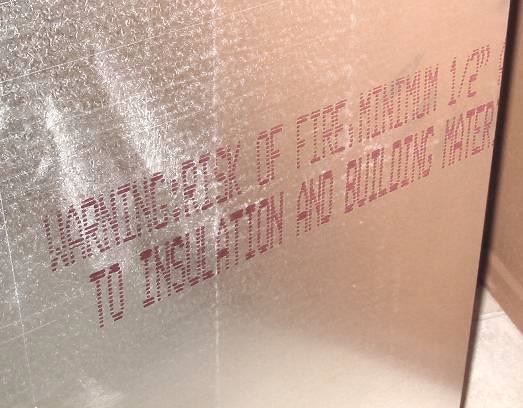 WARNING:RISK OF FIRE,MINIMUM 1/2"
TO INSULATION AND BUILDING MATER